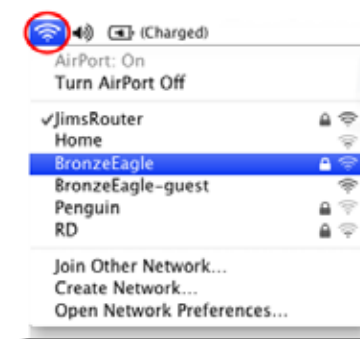 (Charged)
AirPort: On
Turn AirPort Off
✓JimsRouter
Home
BronzeEagle
BronzeEagle-guest
Penguin
RD
Join Other Network...
Create Network...
Open Network Preferences...